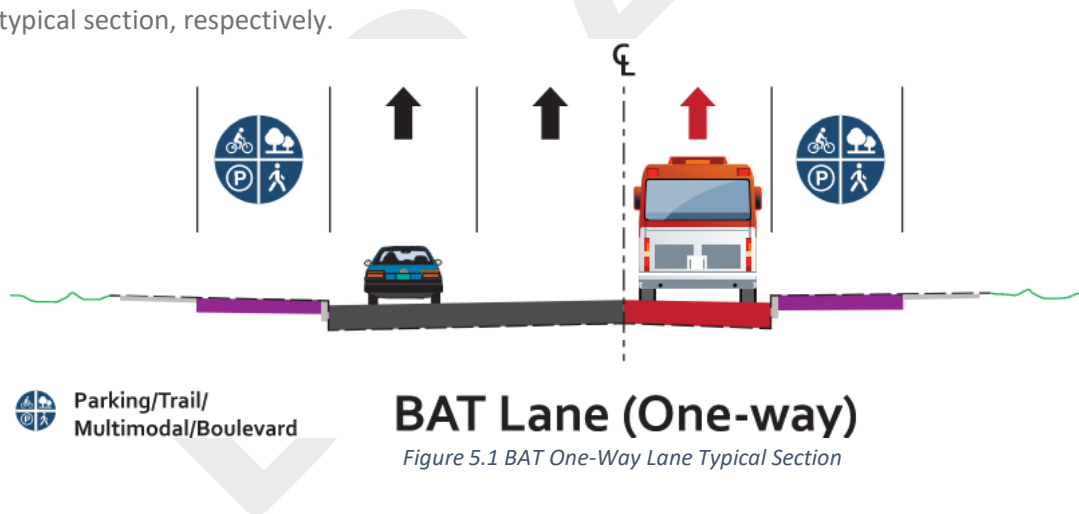 typical section, respectively.
℄
P
P
P
Parking/Trail/
Multimodal/Boulevard
BAT Lane (One-way)
Figure 5.1 BAT One-Way Lane Typical Section